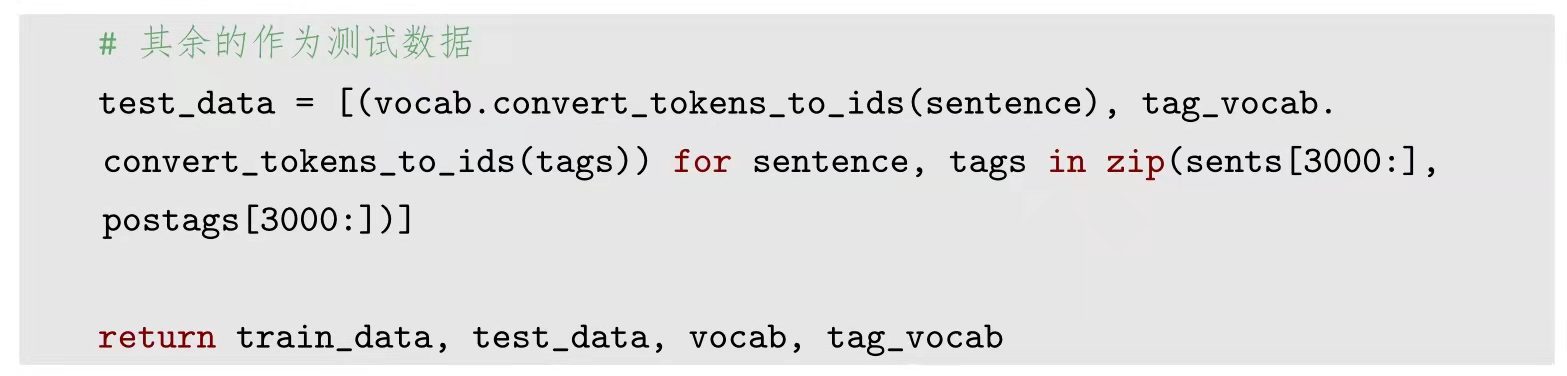 # 其余的作为测试数据
test_data = [(vocab.convert_tokens_to_ids(sentence), tag_vocab.
convert_tokens_to_ids(tags)) for sentence, tags in zip(sents[3000:],
postags[3000:])]
return train_data, test_data, vocab, tag_vocab